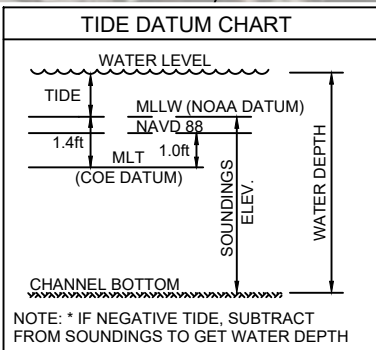 TIDE DATUM CHART
WATER LEVEL
TIDE
MLLW (NOAA DATUM)
NAVD 88
1.4ft
1.0ft
MLT
(COE DATUM)
SOUNDINGS
ELEV.
WATER DEPTH
CHANNEL BOTTOM
NOTE: * IF NEGATIVE TIDE, SUBTRACT
FROM SOUNDINGS TO GET WATER DEPTH